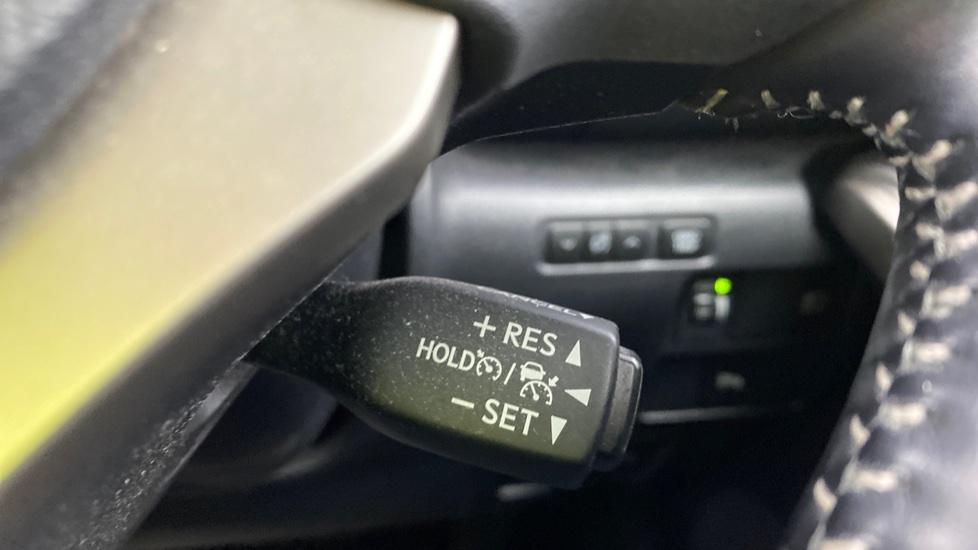 + RES
HOLD /
− SET